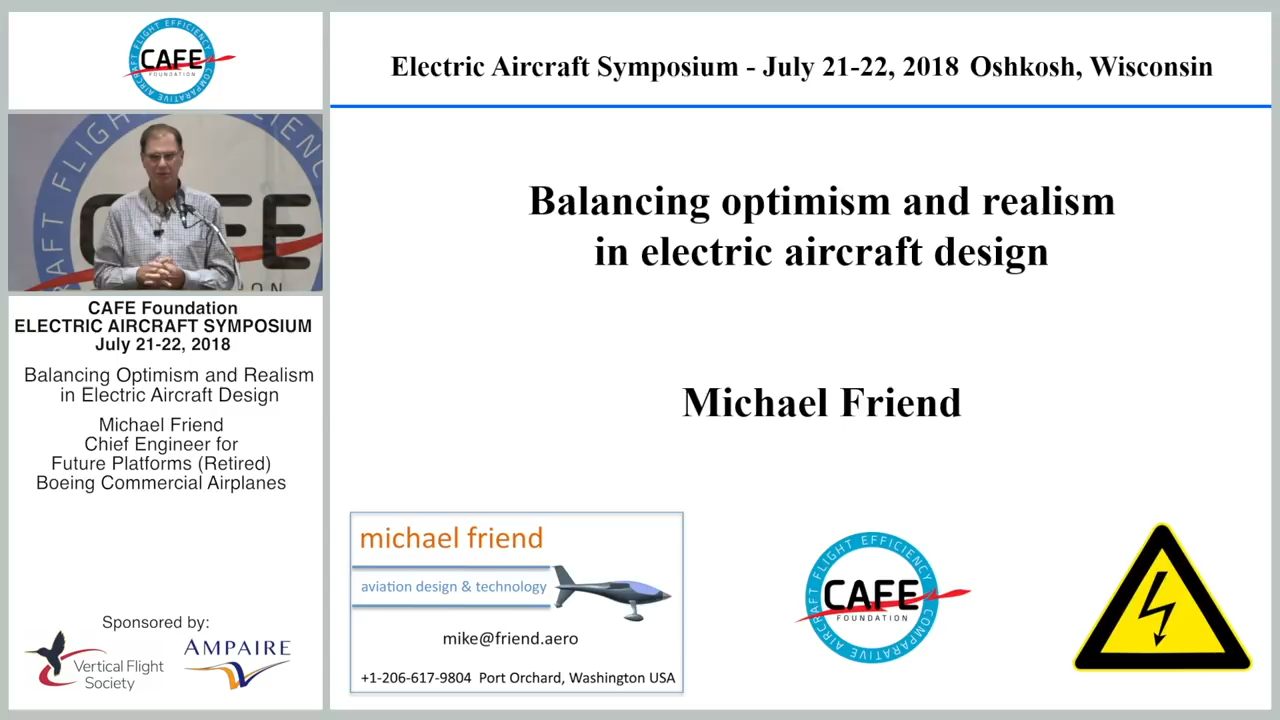 CAFE
FOUNDATION
AIRCRAFT FLIGHT EFFICIENCY
COMPARATIVE
CAFE Foundation
ELECTRIC AIRCRAFT SYMPOSIUM
July 21-22, 2018
Balancing Optimism and Realism
in Electric Aircraft Design
Michael Friend
Chief Engineer for
Future Platforms (Retired)
Boeing Commercial Airplanes
Sponsored by:
Vertical Flight
Society
AMPAIRE
Electric Aircraft Symposium - July 21-22, 2018 Oshkosh, Wisconsin
Balancing optimism and realism
in electric aircraft design
Michael Friend
michael friend
aviation design & technology
mike@friend.aero
+1-206-617-9804 Port Orchard, Washington USA
AIRCRAFT FLIGHT EFFICIENCY
CAFE
FOUNDATION
COMPARATIVE